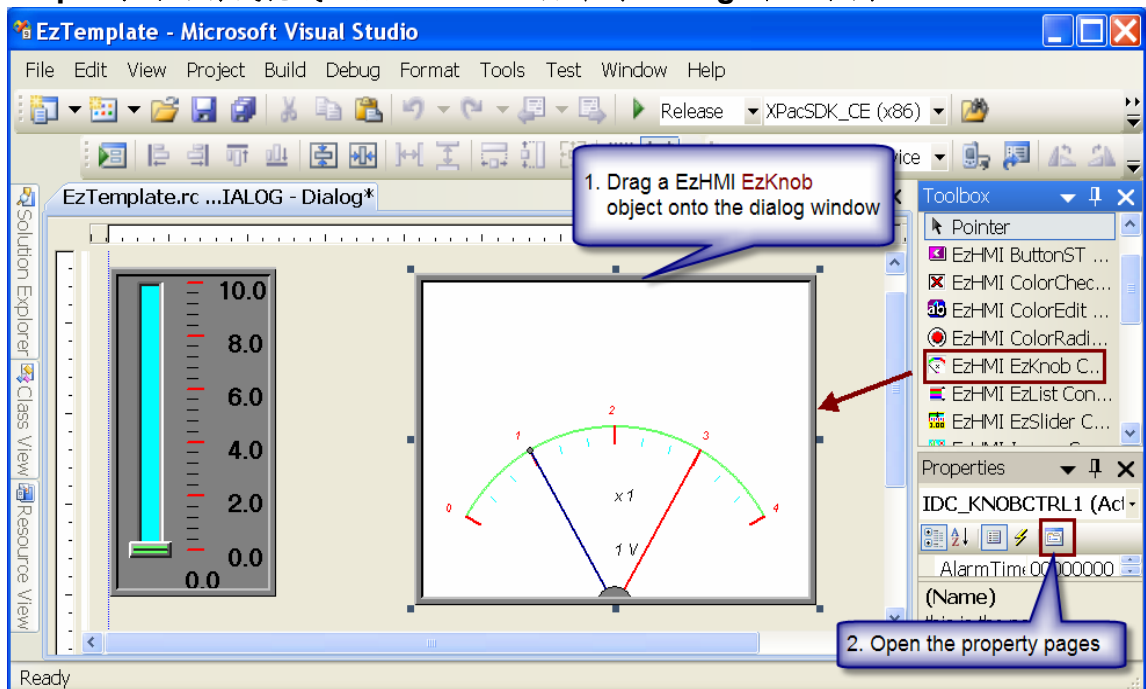 EzTemplate - Microsoft Visual Studio
File Edit View Project Build Debug Format Tools Test Window Help
Release XPacSDK_CE (x86)
EzTemplate.rc ...IALOG - Dialog*
1. Drag a EzHMI EzKnob
object onto the dialog window
Solution Explorer
Class View
Resource View
10.0
8.0
6.0
4.0
2.0
0.0
0.0
0
1
2
3
4
x1
1 V
Toolbox
Pointer
EzHMI ButtonST ...
EzHMI ColorChec...
EzHMI ColorEdit ...
EzHMI ColorRadi...
EzHMI EzKnob C...
EzHMI EzList Con...
EzHMI EzSlider C...
Properties
IDC_KNOBCTRL1 (Act
AlarmTim 00000000
(Name)
2. Open the property pages
Ready